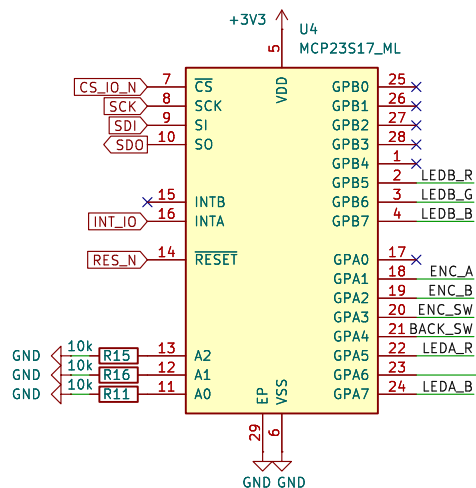 +3V3
U4
MCP23S17_ML
5
VDD
CS_IO_N 7 CS GPB0 25
SCK 8 SCK GPB1 26
SDI 9 SI GPB2 27
SDO 10 SO GPB3 28
GPB4 1
GPB5 2 LEDB_R
15 INTB GPB6 3 LEDB_G
INT_IO 16 INTA GPB7 4 LEDB_B
RES_N 14 RESET GPA0 17
GPA1 18 ENC_A
GPA2 19 ENC_B
GPA3 20 ENC_SW
GPA4 21 BACK_SW
GND 10k R15 13 A2 GPA5 22 LEDA_R
GND 10k R16 12 A1 GPA6 23
GND 10k R11 11 A0 GPA7 24 LEDA_B
EP VSS
29 6
GND GND